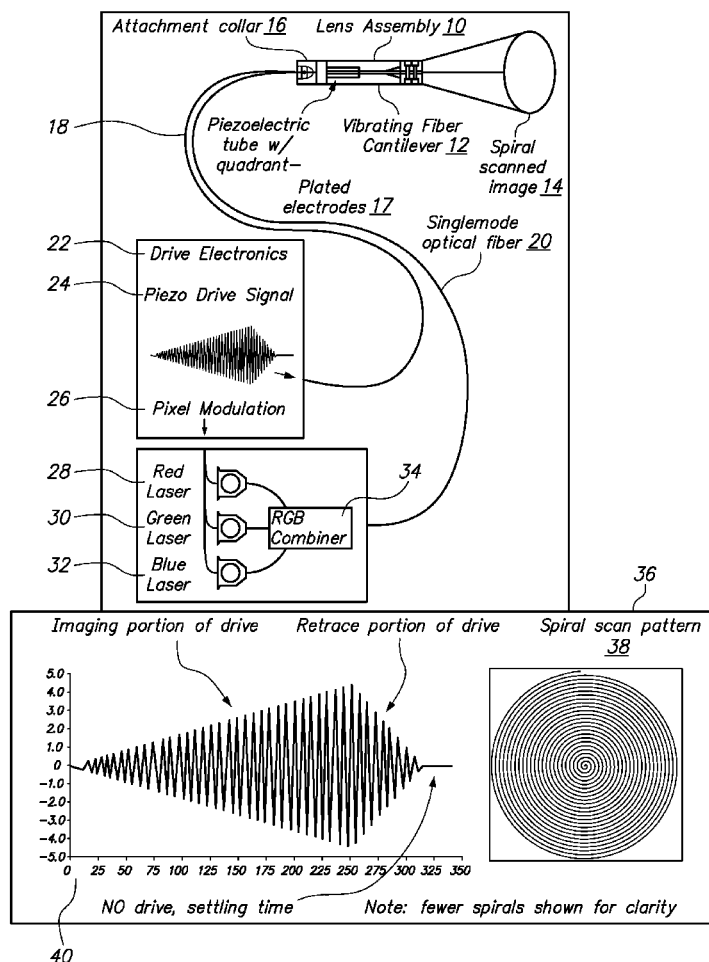 Attachment collar 16
Lens Assembly 10
18
Piezoelectric
tube w/
quadrant–
Vibrating Fiber
Cantilever 12
Spiral
scanned
image 14
Plated
electrodes 17
Singlemode
optical fiber 20
22
Drive Electronics
24
Piezo Drive Signal
26
Pixel Modulation
28
Red
Laser
30
Green
Laser
32
Blue
Laser
34
RGB
Combiner
36
Imaging portion of drive
Retrace portion of drive
Spiral scan pattern
38
5.0
4.0
3.0
2.0
1.0
0
-1.0
-2.0
-3.0
-4.0
-5.0
0 25 50 75 100 125 150 175 200 225 250 275 300 325 350
NO drive, settling time
Note: fewer spirals shown for clarity
40